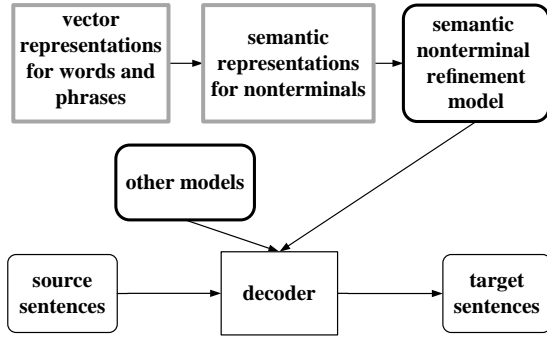 vector
representations
for words and
phrases
semantic
representations
for nonterminals
semantic
nonterminal
refinement
model
other models
source
sentences
decoder
target
sentences